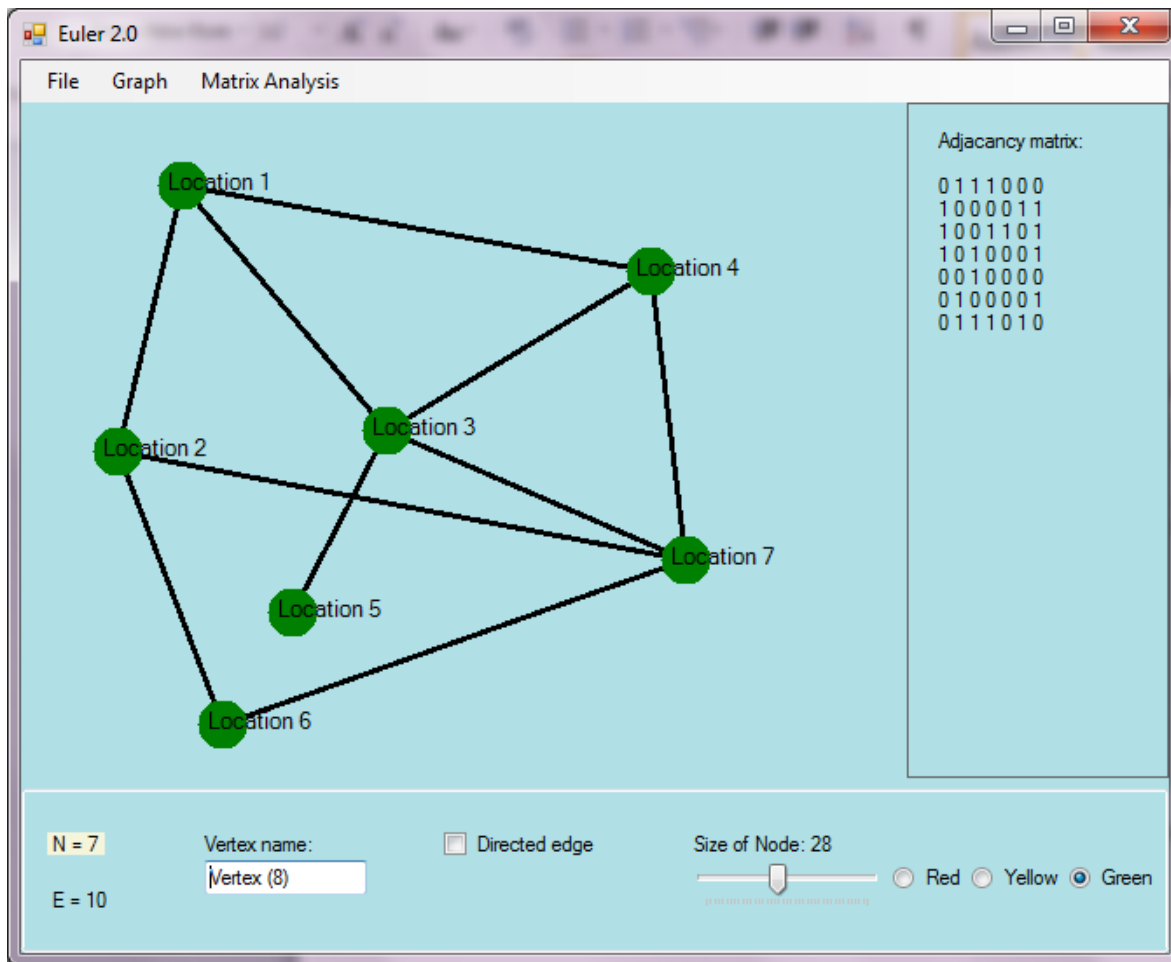 Euler 2.0
File Graph Matrix Analysis
Adjacancy matrix:
0 1 1 1 0 0 0
1 0 0 0 0 1 1
1 0 0 1 1 0 1
1 0 1 0 0 0 1
0 0 1 0 0 0 0
0 1 0 0 0 0 1
0 1 1 1 0 1 0
Location 1
Location 4
Location 3
Location 2
Location 7
Location 5
Location 6
N = 7 Vertex name: Directed edge Size of Node: 28
Vertex (8) Red Yellow Green
E = 10